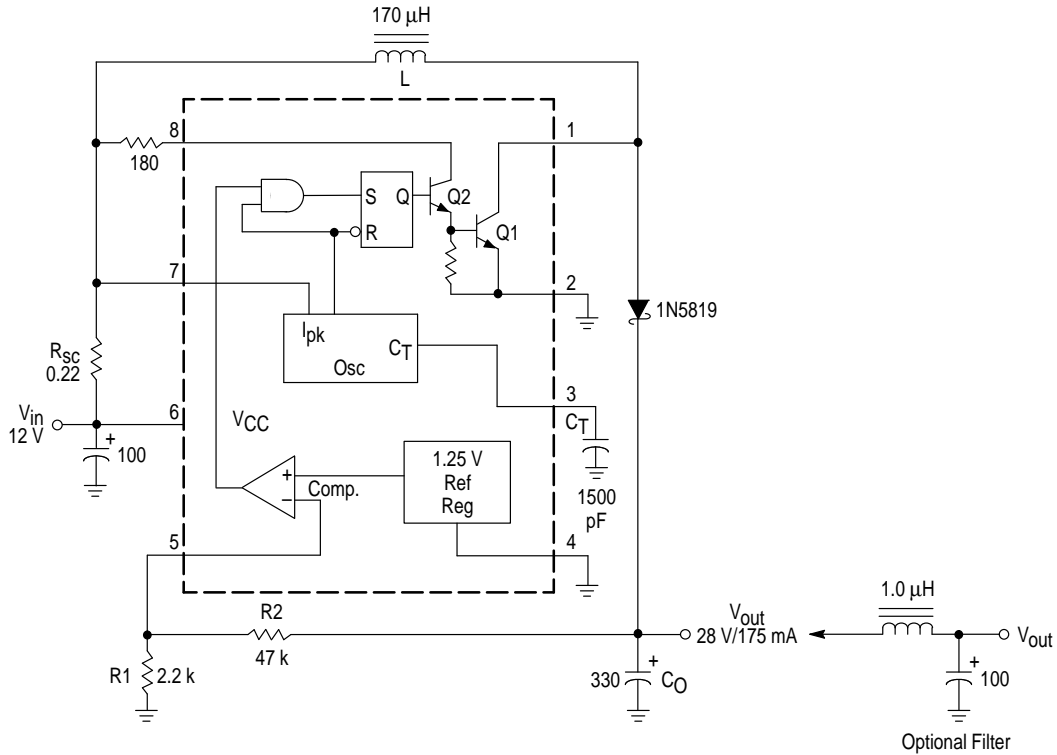 170 µH
L
8
1
180
S Q
Q2
R
Q1
7
2
Ipk
CT
Osc
1N5819
RSC
0.22
3
CT
Vin
12 V
6
VCC
100
+
1.25 V
Ref
Reg
+
−
Comp.
1500
pF
5
4
R2
47 k
1.0 µH
Vout
28 V/175 mA
Vout
R1
2.2 k
330
+
CO
+
100
Optional Filter